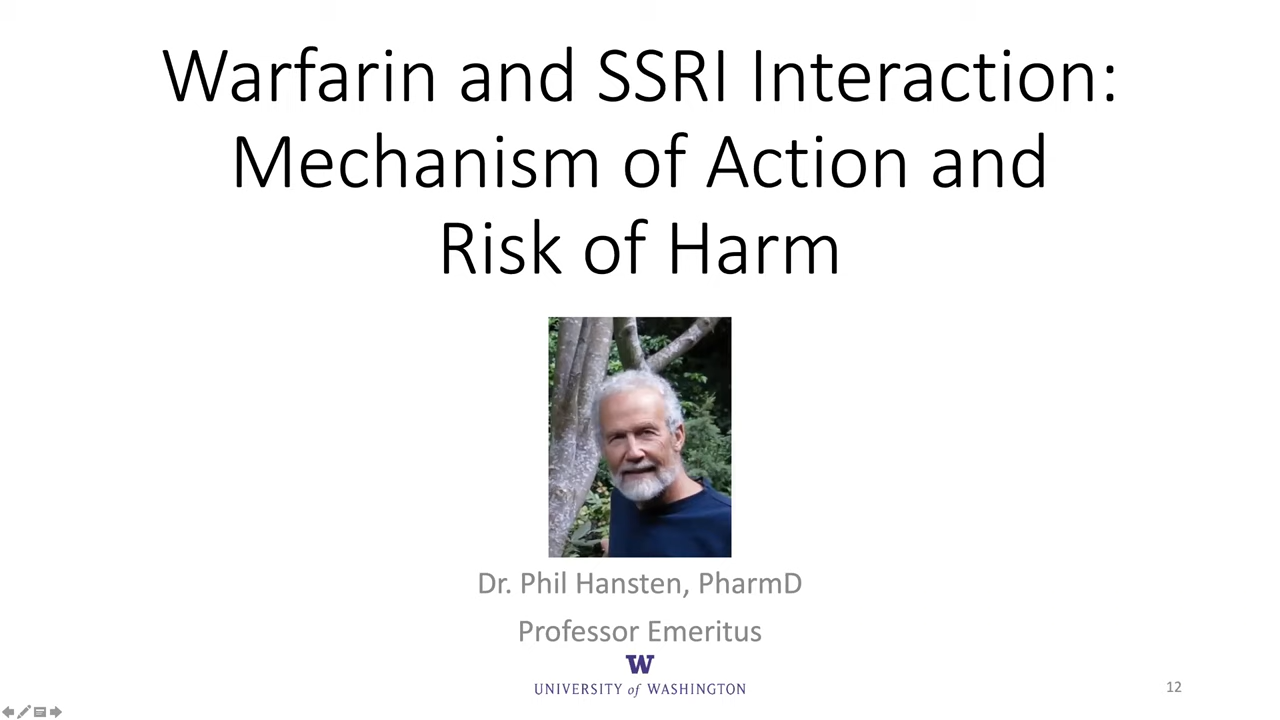 Warfarin and SSRI Interaction:
Mechanism of Action and
Risk of Harm
Dr. Phil Hansten, PharmD
Professor Emeritus
W
UNIVERSITY of WASHINGTON
12